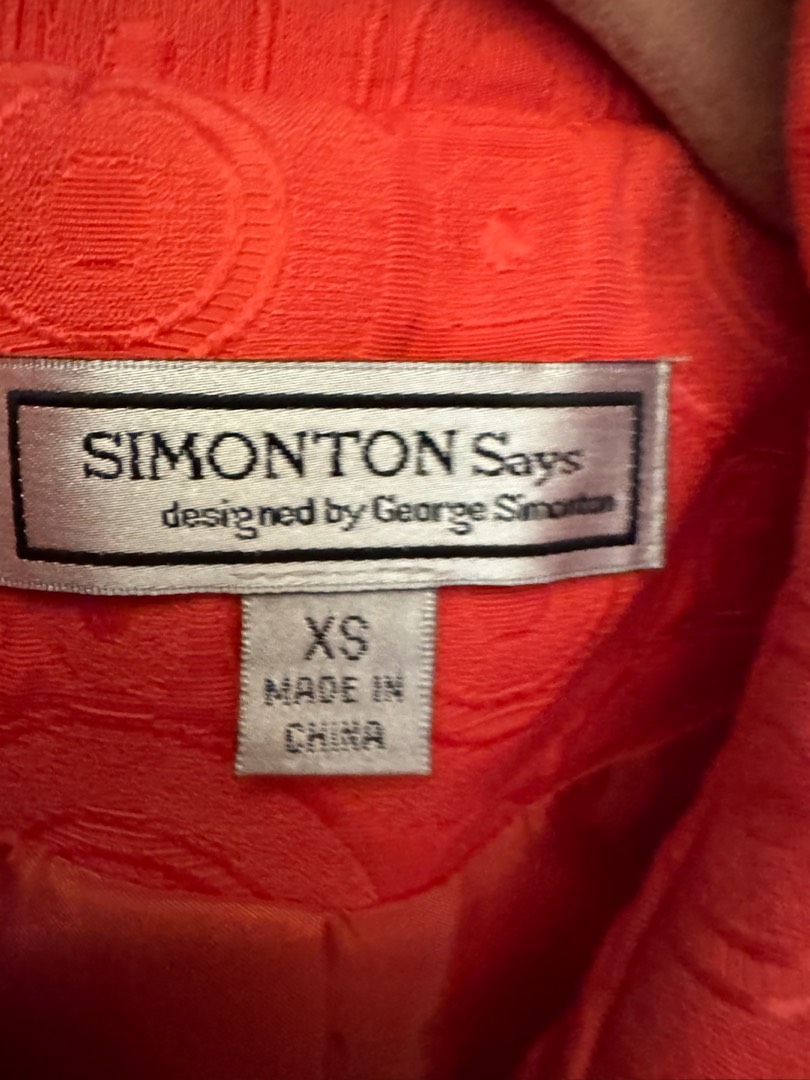 SIMONTON Says
designed by George Simonton
XS
MADE IN
CHINA